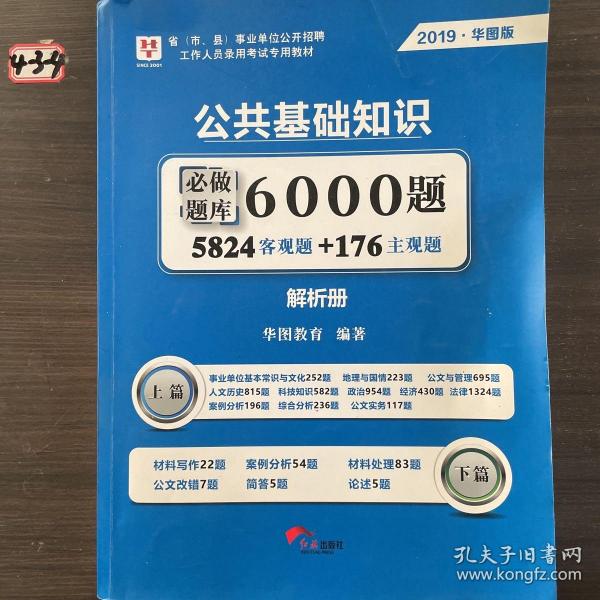 4-3-4
华图
SINCE 2001
省（市、县）事业单位公开招聘
工作人员录用考试专用教材
2019·华图版
公共基础知识
必做
题库
6000题
5824客观题+176主观题
解析册
华图教育 编著
上篇
事业单位基本常识与文化252题 地理与国情223题 公文与管理695题
人文历史815题 科技知识582题 政治954题 经济430题 法律1324题
案例分析196题 综合分析236题 公文实务117题
材料写作22题 案例分析54题 材料处理83题
公文改错7题 简答5题 论述5题
下篇
红旗出版社
孔夫子旧书网
www.kongfz.com